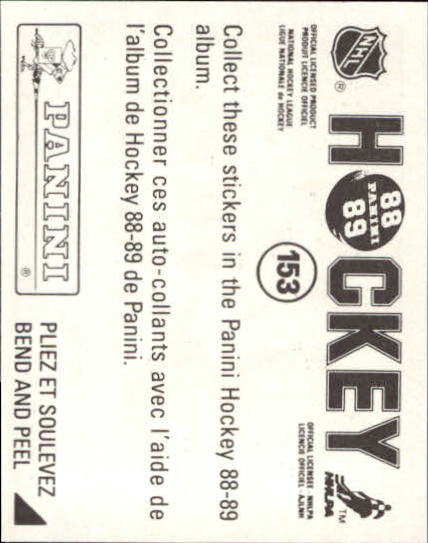 NHL
®
HOCKEY
88
PANINI
89
TM
NHLPA
OFFICIAL LICENSED PRODUCT
PRODUIT LICENCIE OFFICIEL
NATIONAL HOCKEY LEAGUE
LIGUE NATIONALE de HOCKEY
153
OFFICIAL LICENSEE - NHLPA
LICENCIE OFFICIEL - AJLNH
Collect these stickers in the Panini Hockey 88-89
album.
Collectionner ces auto-collants avec l'aide de
l'album de Hockey 88-89 de Panini.
PANINI
®
PLIEZ ET SOULEVEZ
BEND AND PEEL